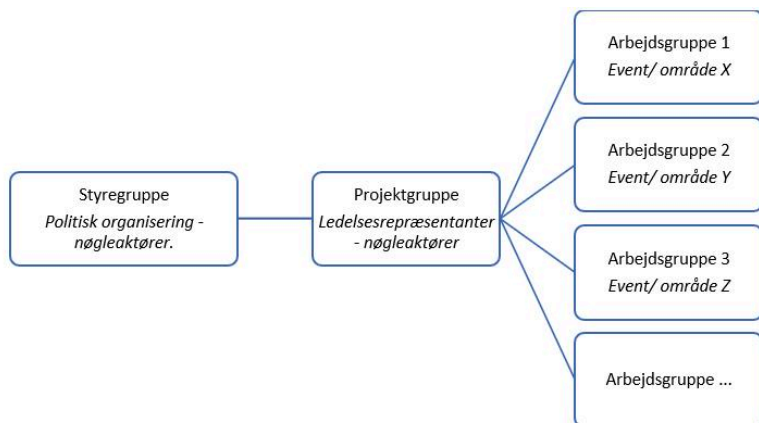 Styregruppe
Politisk organisering -
nøgleaktører.
Projektgruppe
Ledelsesrepræsentanter
- nøgleaktører
Arbejdsgruppe 1
Event/ område X
Arbejdsgruppe 2
Event/ område Y
Arbejdsgruppe 3
Event/ område Z
Arbejdsgruppe ...